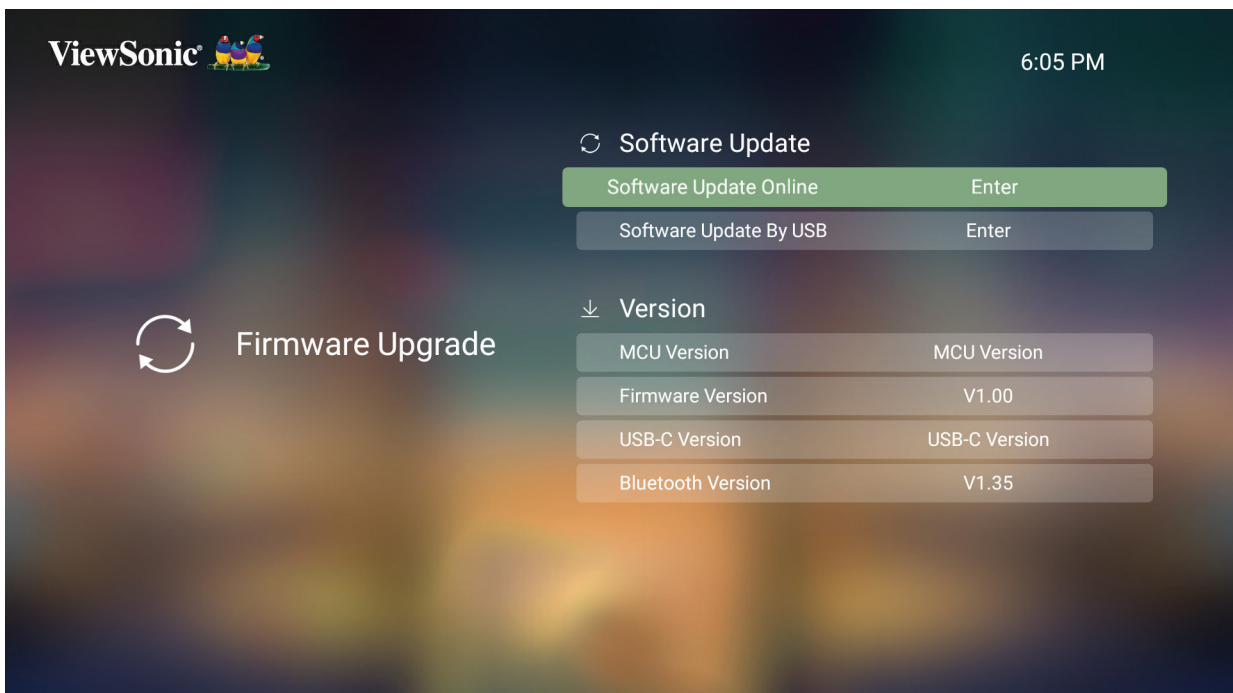 ViewSonic®
6:05 PM
Software Update
Software Update Online Enter
Software Update By USB Enter
Firmware Upgrade
Version
MCU Version MCU Version
Firmware Version V1.00
USB-C Version USB-C Version
Bluetooth Version V1.35